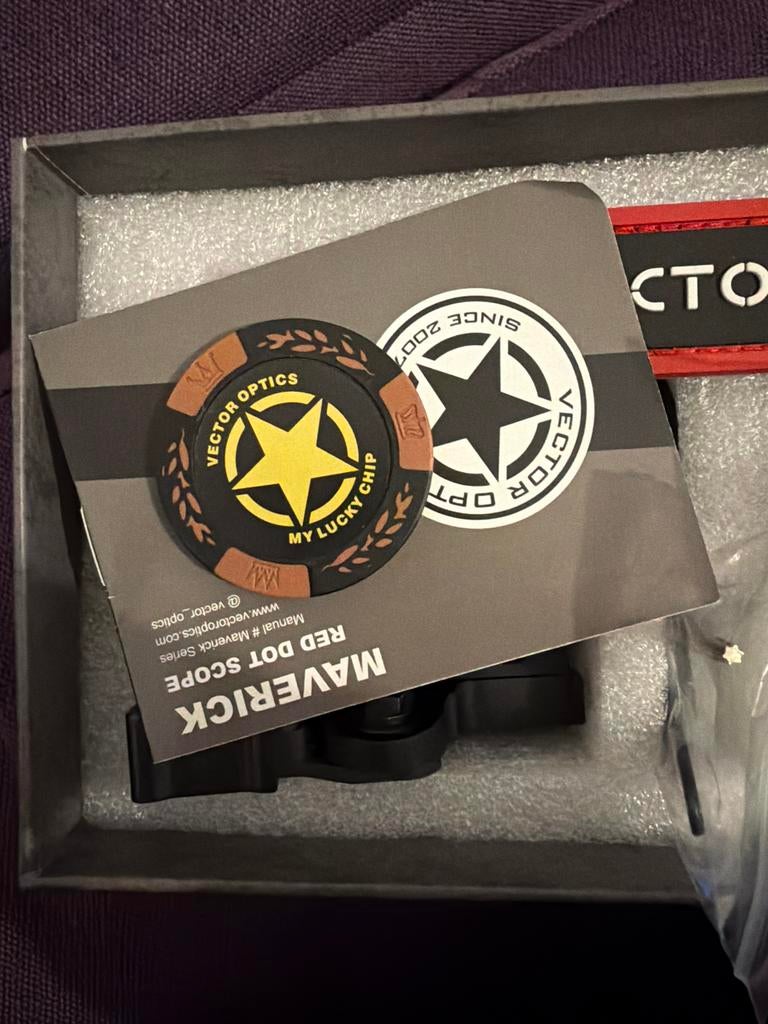 CTO
SINCE 2007
VECTOR OPT
VECTOR OPTICS
MY LUCKY CHIP
MAVERICK
RED DOT SCOPE
Manual # Maverick Series
www.vectoroptics.com
@ vector_optics